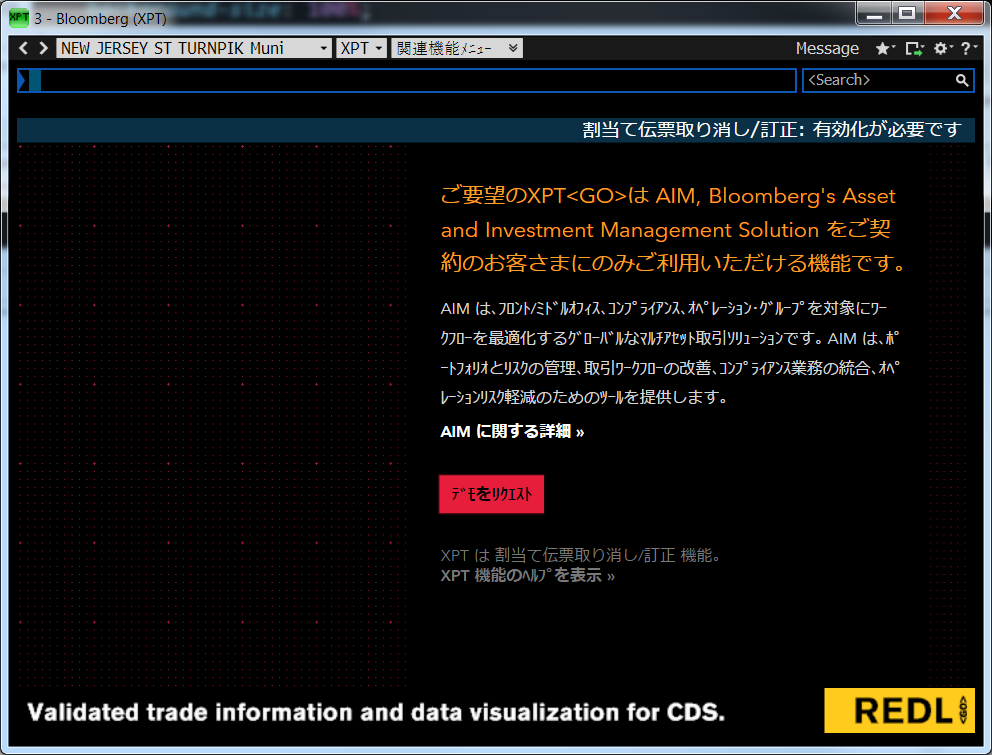 XPT 3 - Bloomberg (XPT)
NEW JERSEY ST TURNPIK Muni XPT 関連機能ﾒﾆｭｰ Message
<Search>
割当て伝票取り消し/訂正: 有効化が必要です
ご要望のXPT<GO>は AIM, Bloomberg's Asset
and Investment Management Solution をご契
約のお客さまにのみご利用いただける機能です。
AIM は､ﾌﾛﾝﾄ/ﾐﾄﾞﾙｵﾌｨｽ､ｺﾝﾌﾟﾗｲｱﾝｽ､ｵﾍﾟﾚｰｼｮﾝ･ｸﾞﾙｰﾌﾟを対象にﾜｰ
ｸﾌﾛｰを最適化するｸﾞﾛｰﾊﾞﾙなﾏﾙﾁｱｾｯﾄ取引ｿﾘｭｰｼｮﾝです。AIM は､ﾎﾟ
ｰﾄﾌｫﾘｵとﾘｽｸの管理､取引ﾜｰｸﾌﾛｰの改善､ｺﾝﾌﾟﾗｲｱﾝｽ業務の統合､ｵﾍﾟ
ﾚｰｼｮﾝﾘｽｸ軽減のためのﾂｰﾙを提供します。
AIM に関する詳細 »
ﾃﾞﾓをﾘｸｴｽﾄ
XPT は 割当て伝票取り消し/訂正 機能。
XPT 機能のﾍﾙﾌﾟを表示 »
Validated trade information and data visualization for CDS.
REDL <GO>